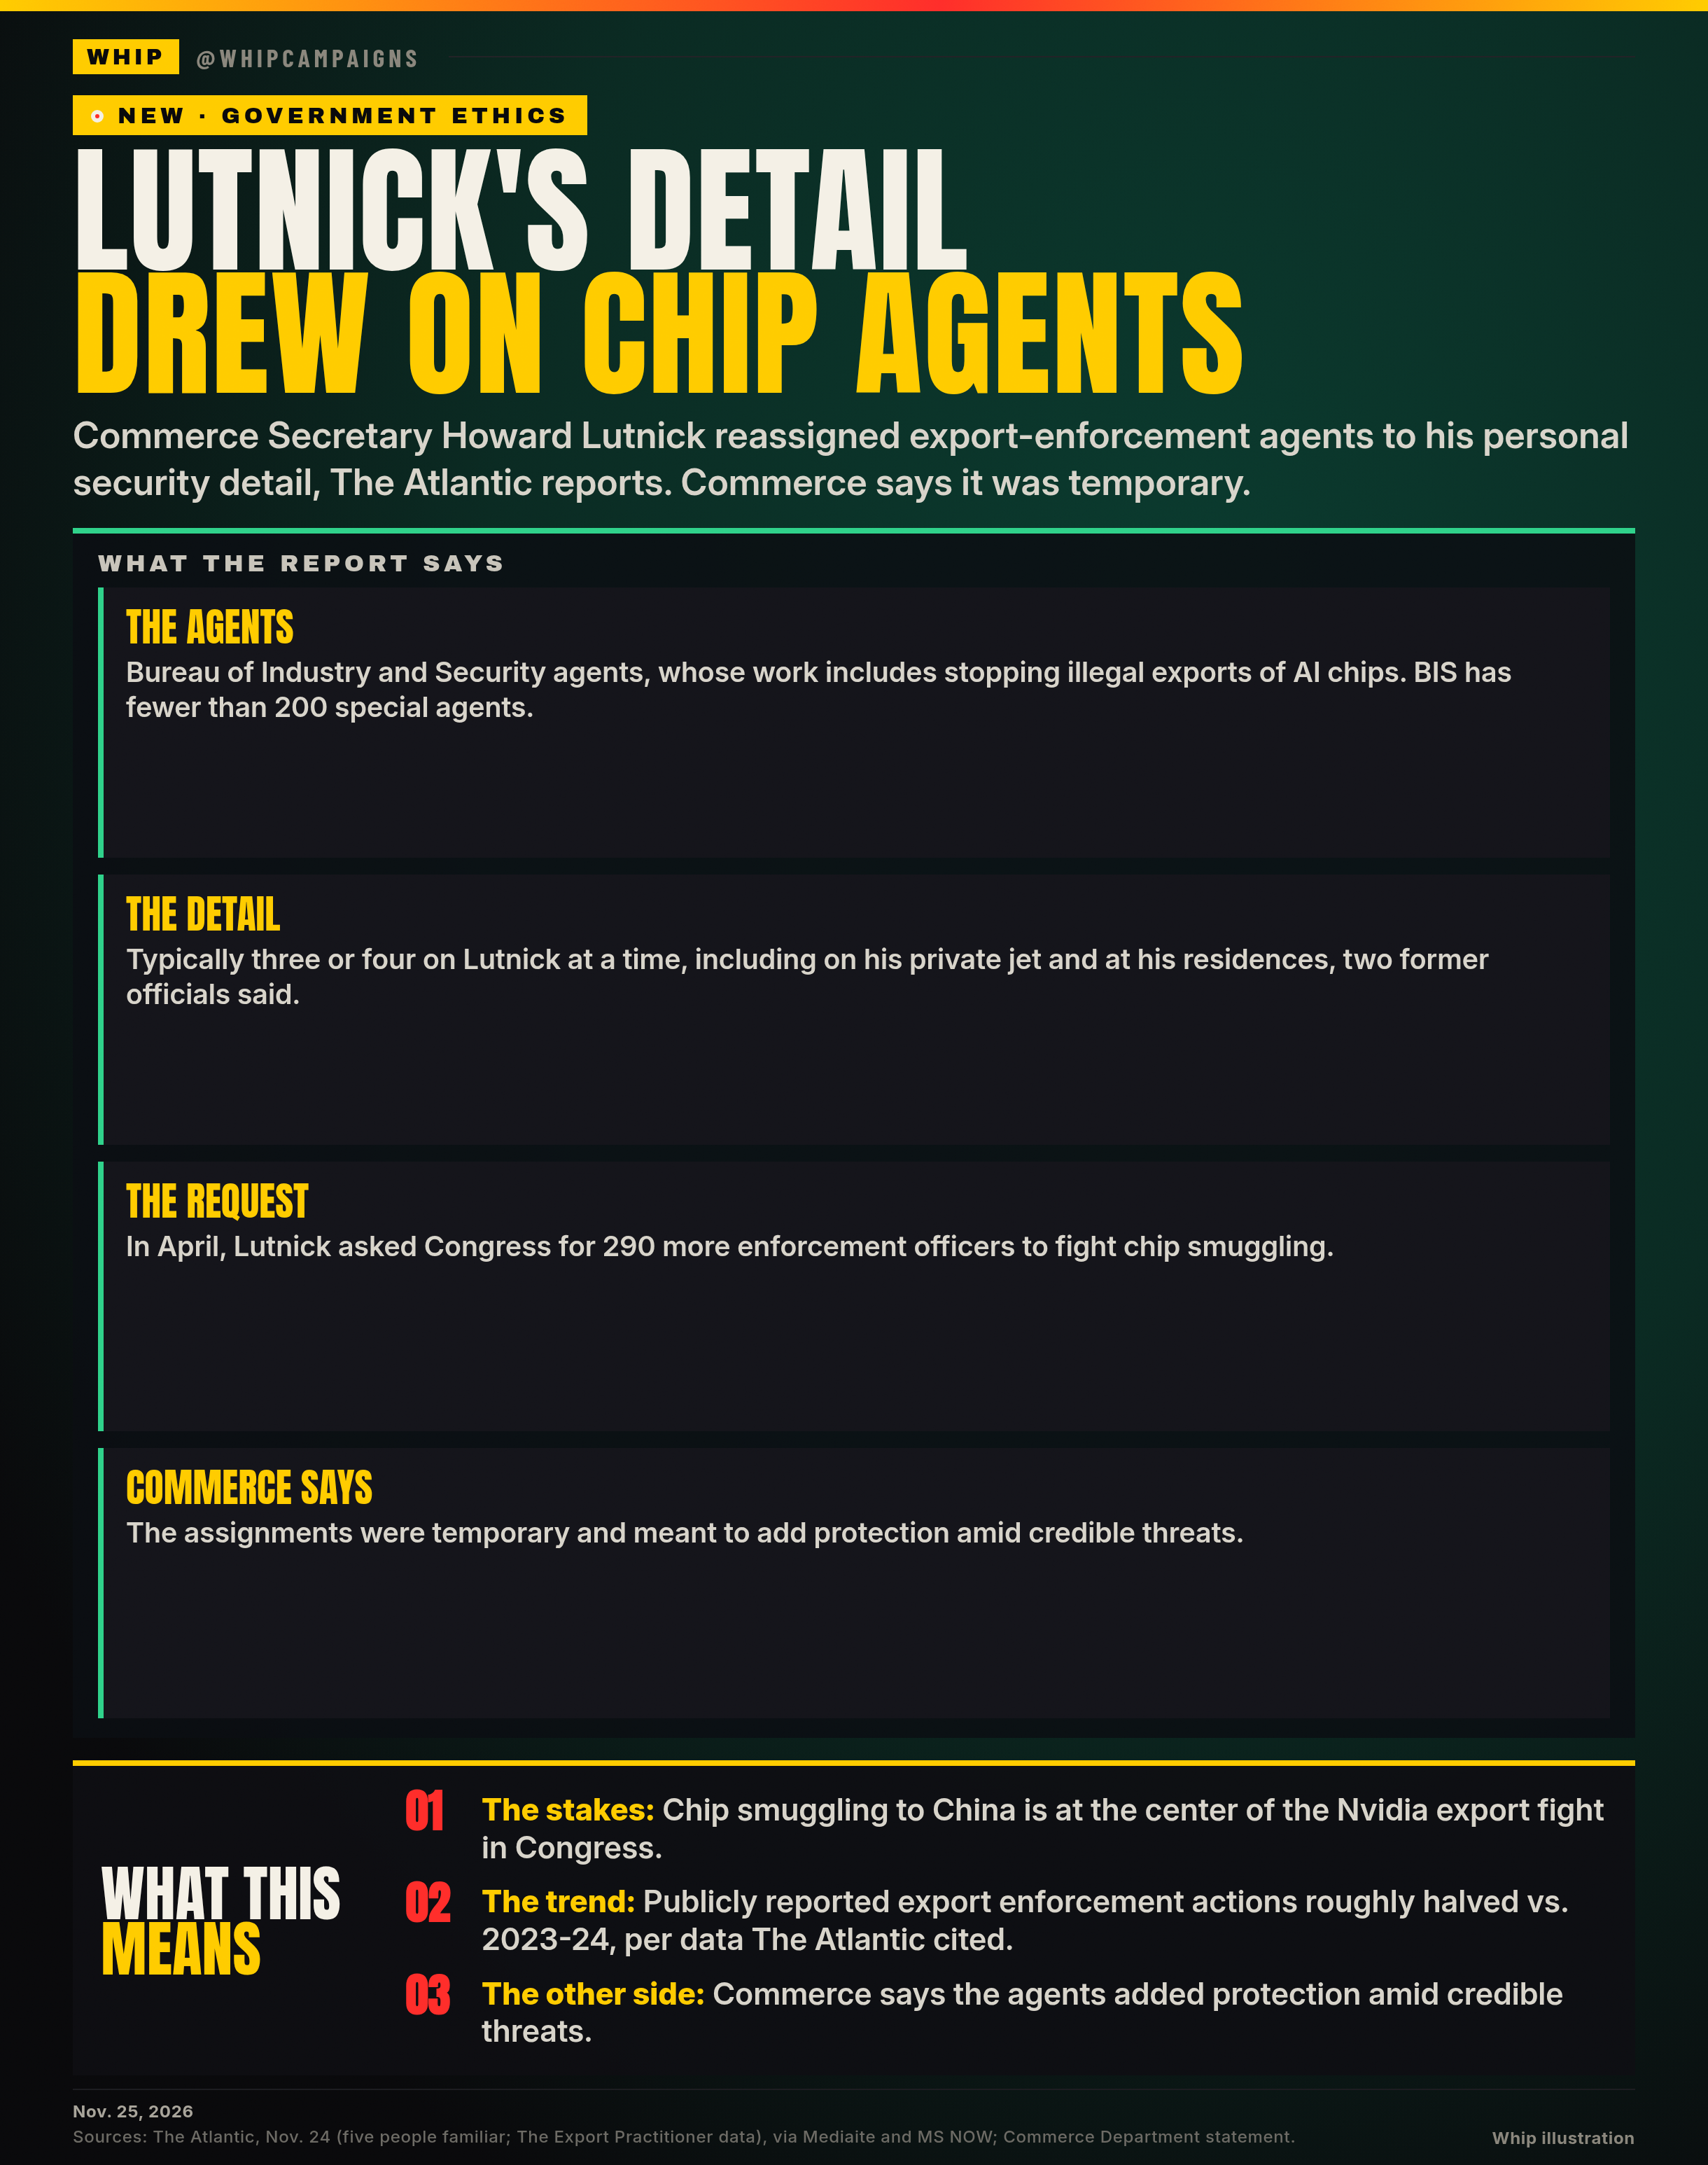 WHIP @WHIPCAMPAIGNS
NEW · GOVERNMENT ETHICS
LUTNICK'S DETAIL
DREW ON CHIP AGENTS
Commerce Secretary Howard Lutnick reassigned export-enforcement agents to his personal
security detail, The Atlantic reports. Commerce says it was temporary.
WHAT THE REPORT SAYS
THE AGENTS
Bureau of Industry and Security agents, whose work includes stopping illegal exports of AI chips. BIS has
fewer than 200 special agents.
THE DETAIL
Typically three or four on Lutnick at a time, including on his private jet and at his residences, two former
officials said.
THE REQUEST
In April, Lutnick asked Congress for 290 more enforcement officers to fight chip smuggling.
COMMERCE SAYS
The assignments were temporary and meant to add protection amid credible threats.
WHAT THIS
MEANS
01 The stakes: Chip smuggling to China is at the center of the Nvidia export fight
in Congress.
02 The trend: Publicly reported export enforcement actions roughly halved vs.
2023-24, per data The Atlantic cited.
03 The other side: Commerce says the agents added protection amid credible
threats.
Nov. 25, 2026
Sources: The Atlantic, Nov. 24 (five people familiar; The Export Practitioner data), via Mediaite and MS NOW; Commerce Department statement.
Whip illustration